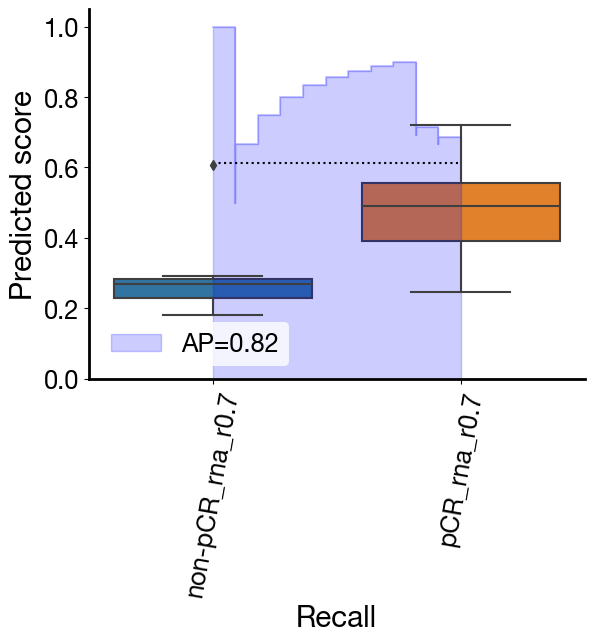 1.0
0.8
0.6
0.4
0.2
0.0
Predicted score
AP=0.82
non-pCR_rna_r0.7
pCR_rna_r0.7
Recall